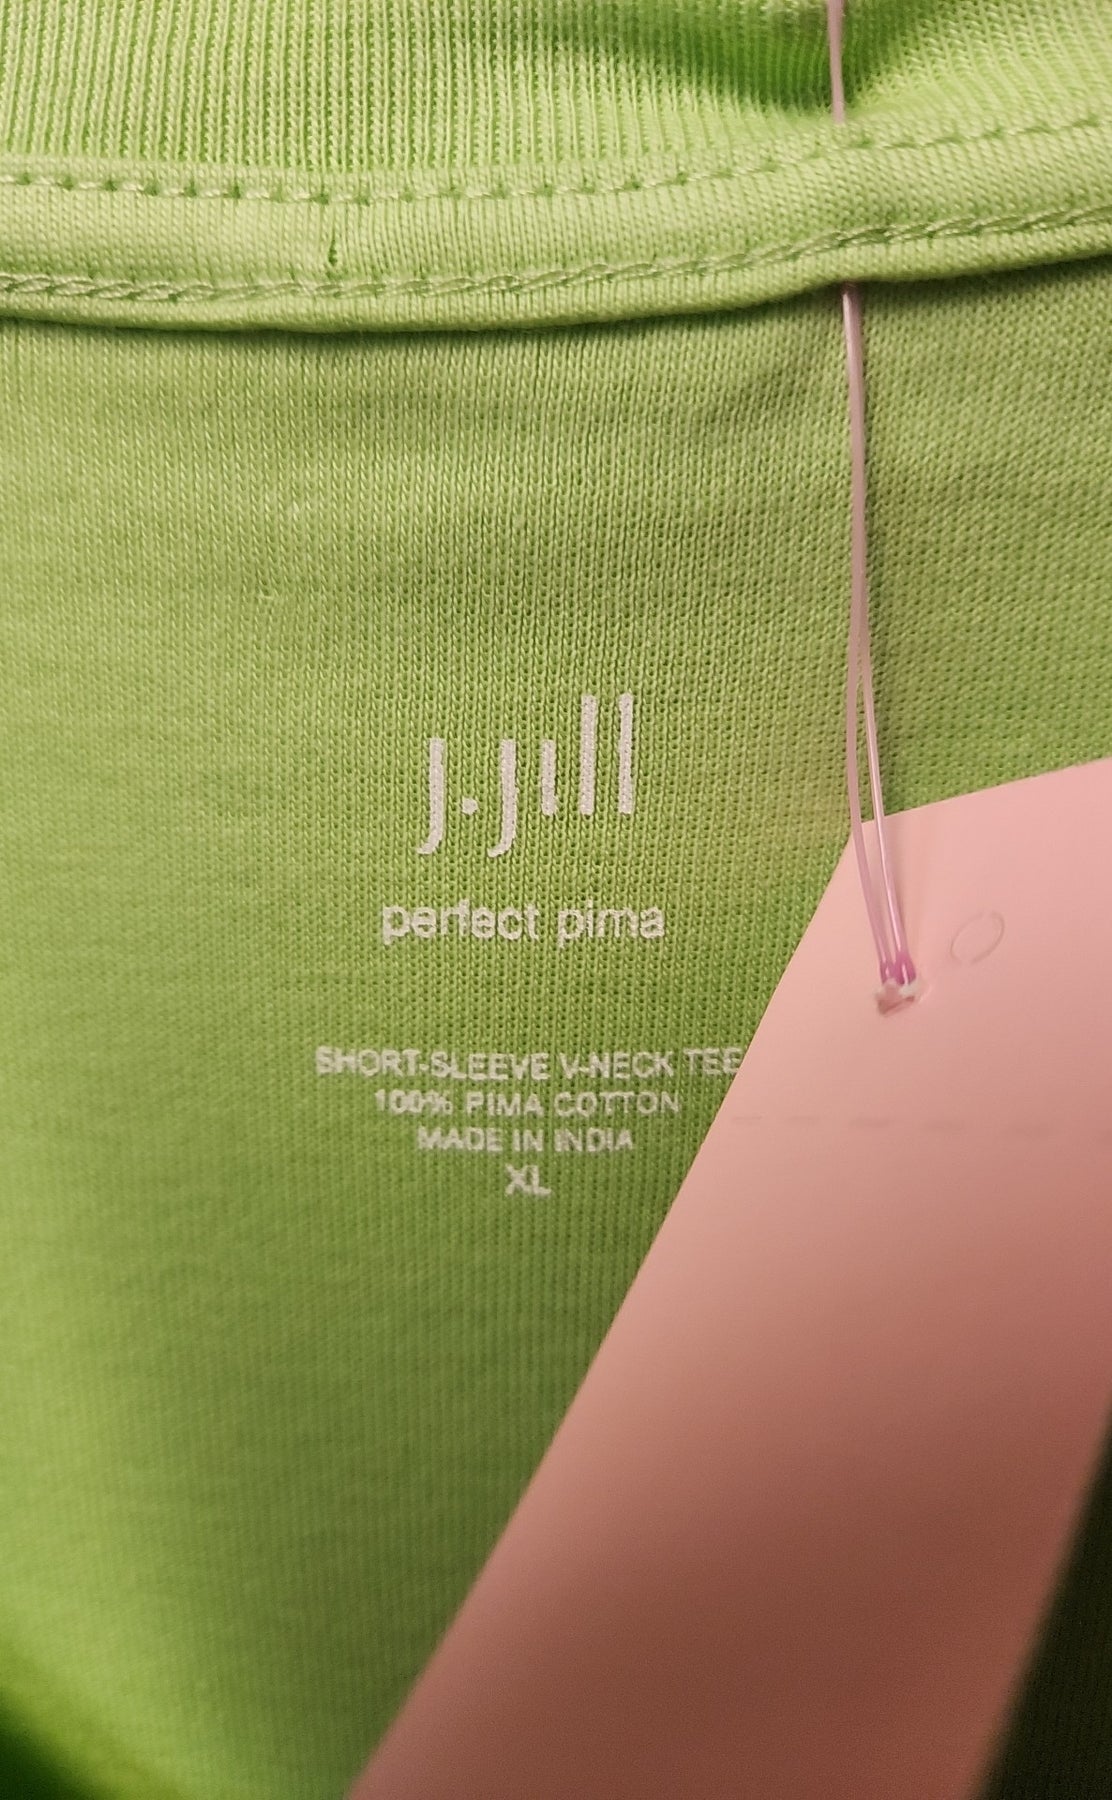 j.jill
perfect pima
SHORT-SLEEVE V-NECK TEE
100% PIMA COTTON
MADE IN INDIA
XL